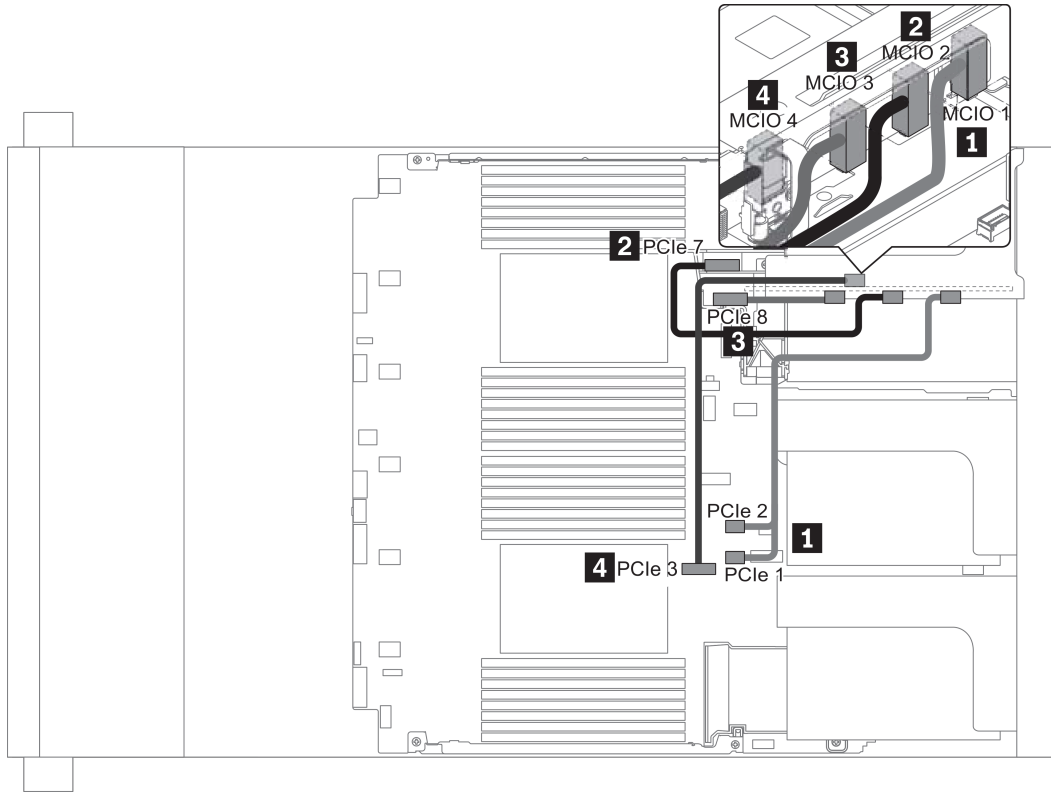 2
MCIO 2
3
MCIO 3
4
MCIO 4
MCIO 1
1
2 PCIe 7
PCIe 8
3
PCIe 2
1
4 PCIe 3
PCIe 1